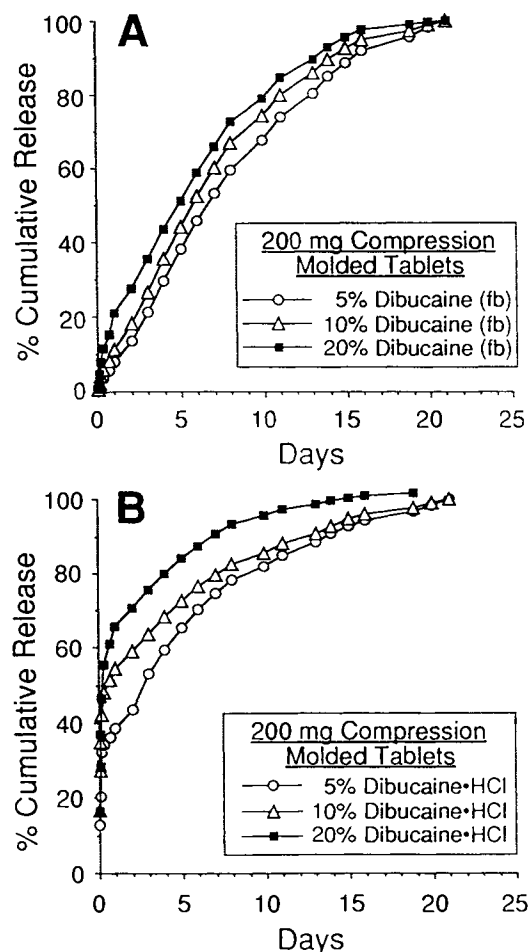 A
% Cumulative Release
100
80
60
40
20
0
200 mg Compression
Molded Tablets
5% Dibucaine (fb)
10% Dibucaine (fb)
20% Dibucaine (fb)
0 5 10 15 20 25
Days
B
% Cumulative Release
100
80
60
40
20
0
200 mg Compression
Molded Tablets
5% Dibucaine•HCl
10% Dibucaine•HCl
20% Dibucaine•HCl
0 5 10 15 20 25
Days